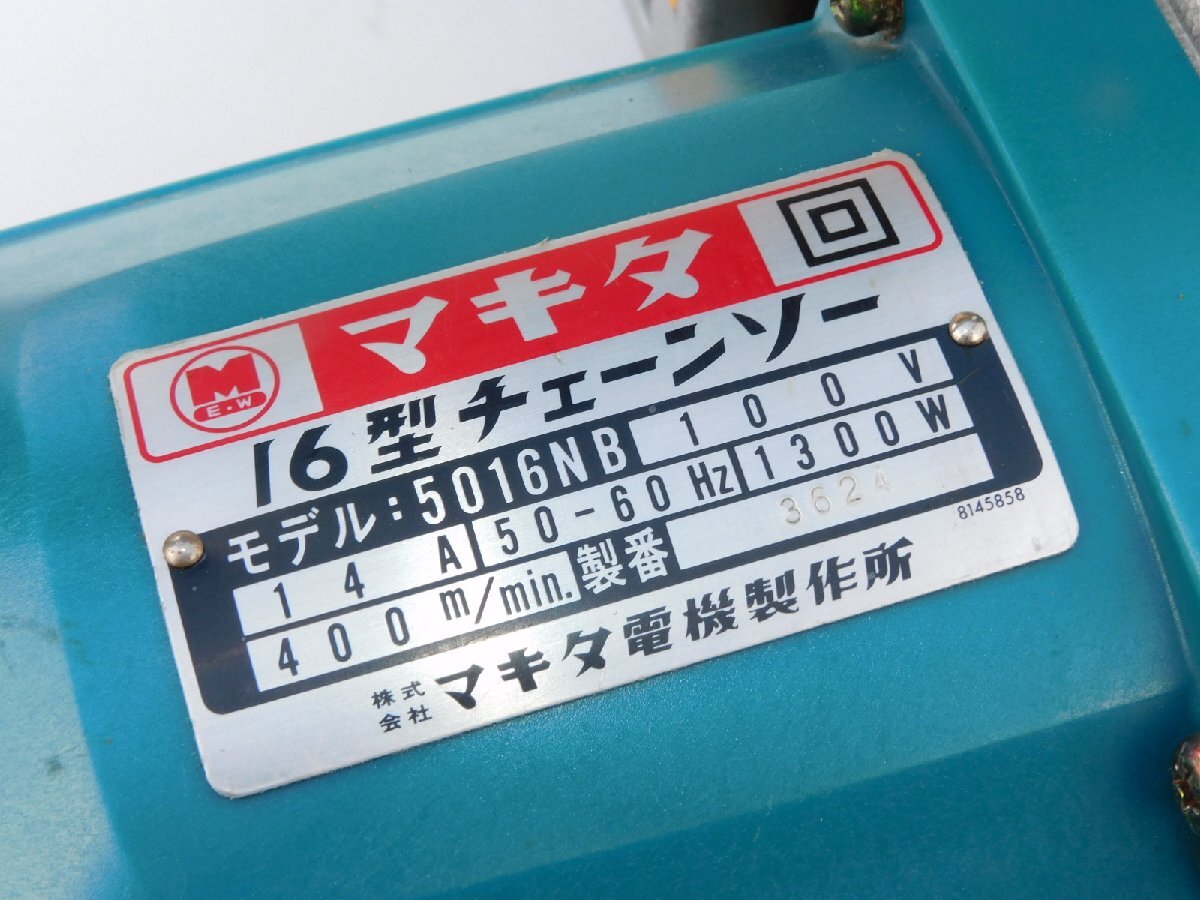 M
E·W
マキタ
16型チェーンソー
モデル:5016NB 100V
14A 50-60Hz 1300W
400m/min. 製番 3624
8145858
株式会社 マキタ電機製作所